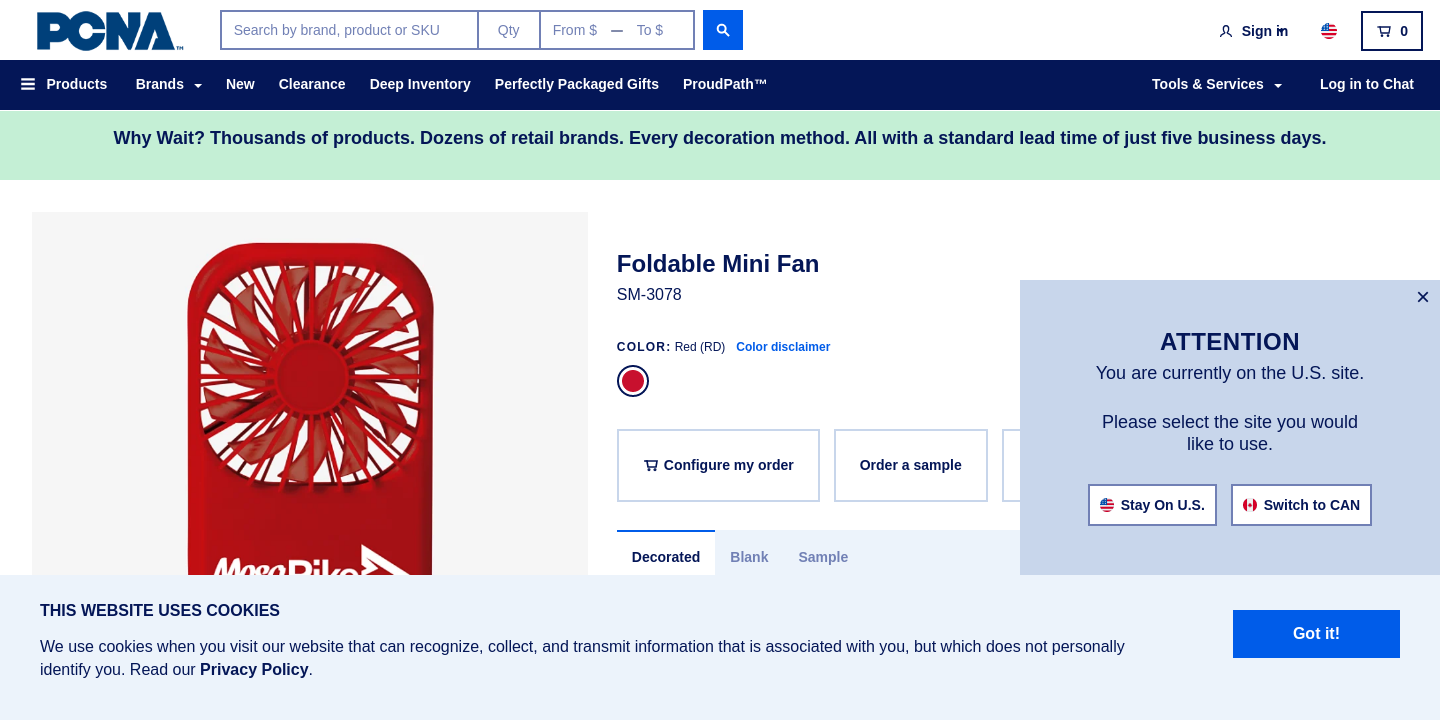 PCNA™
Search by brand, product or SKU
Qty
From $ — To $
Sign in
0
Products
Brands
New
Clearance
Deep Inventory
Perfectly Packaged Gifts
ProudPath™
Tools & Services
Log in to Chat
Why Wait? Thousands of products. Dozens of retail brands. Every decoration method. All with a standard lead time of just five business days.
Foldable Mini Fan
SM-3078
COLOR: Red (RD) Color disclaimer
Configure my order
Order a sample
Decorated
Blank
Sample
×
ATTENTION
You are currently on the U.S. site.
Please select the site you would
like to use.
Stay On U.S.
Switch to CAN
THIS WEBSITE USES COOKIES
We use cookies when you visit our website that can recognize, collect, and transmit information that is associated with you, but which does not personally
identify you. Read our Privacy Policy.
Got it!